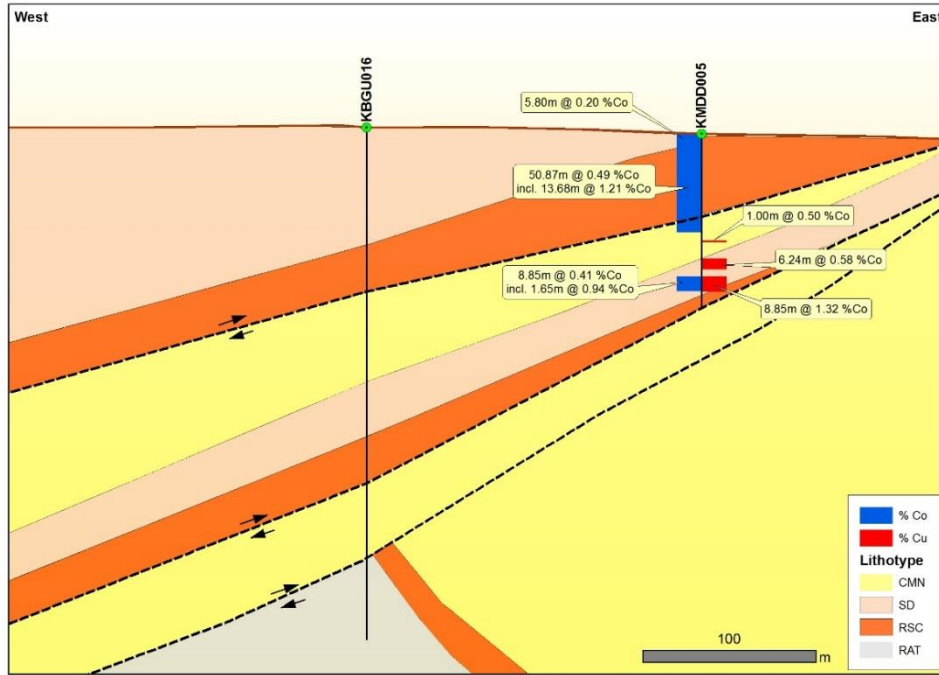 West
East
KBGU016
KMDD005
5.80m @ 0.20 %Co
50.87m @ 0.49 %Co
incl. 13.68m @ 1.21 %Co
1.00m @ 0.50 %Co
6.24m @ 0.58 %Co
8.85m @ 0.41 %Co
incl. 1.65m @ 0.94 %Co
8.85m @ 1.32 %Co
% Co
% Cu
Lithotype
CMN
SD
RSC
RAT
100
m